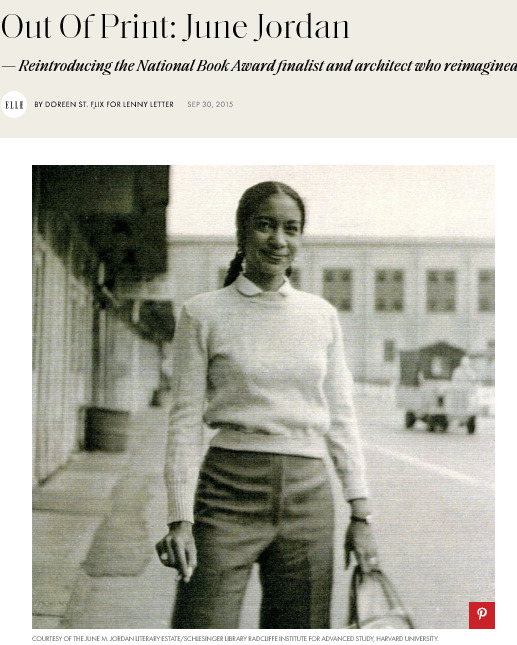 Out Of Print: June Jordan
— Reintroducing the National Book Award finalist and architect who reimagined
ELLE BY DOREEN ST. FÉLIX FOR LENNY LETTER SEP 30, 2015
COURTESY OF THE JUNE M. JORDAN LITERARY ESTATE/SCHLESINGER LIBRARY RADCLIFFE INSTITUTE FOR ADVANCED STUDY, HARVARD UNIVERSITY.